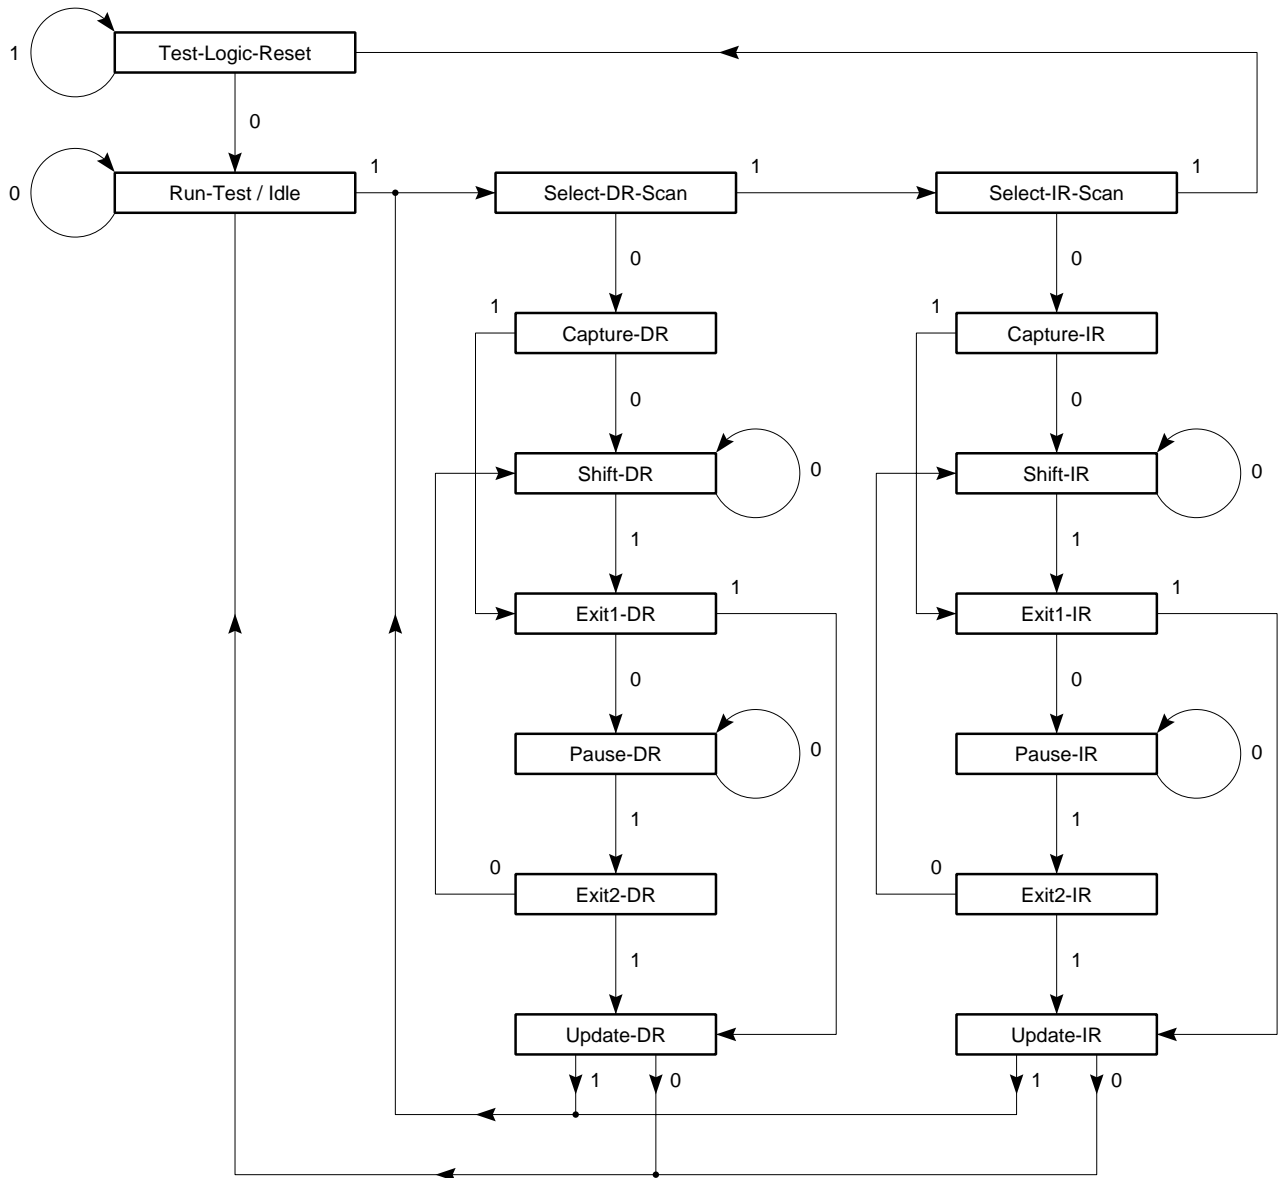 1
Test-Logic-Reset
0
0
Run-Test / Idle
1
Select-DR-Scan
1
Select-IR-Scan
1
0
0
1
Capture-DR
1
Capture-IR
0
0
Shift-DR
0
Shift-IR
0
1
1
Exit1-DR
1
Exit1-IR
1
0
0
Pause-DR
0
Pause-IR
0
1
1
0
Exit2-DR
0
Exit2-IR
1
1
Update-DR
Update-IR
1
0
1
0